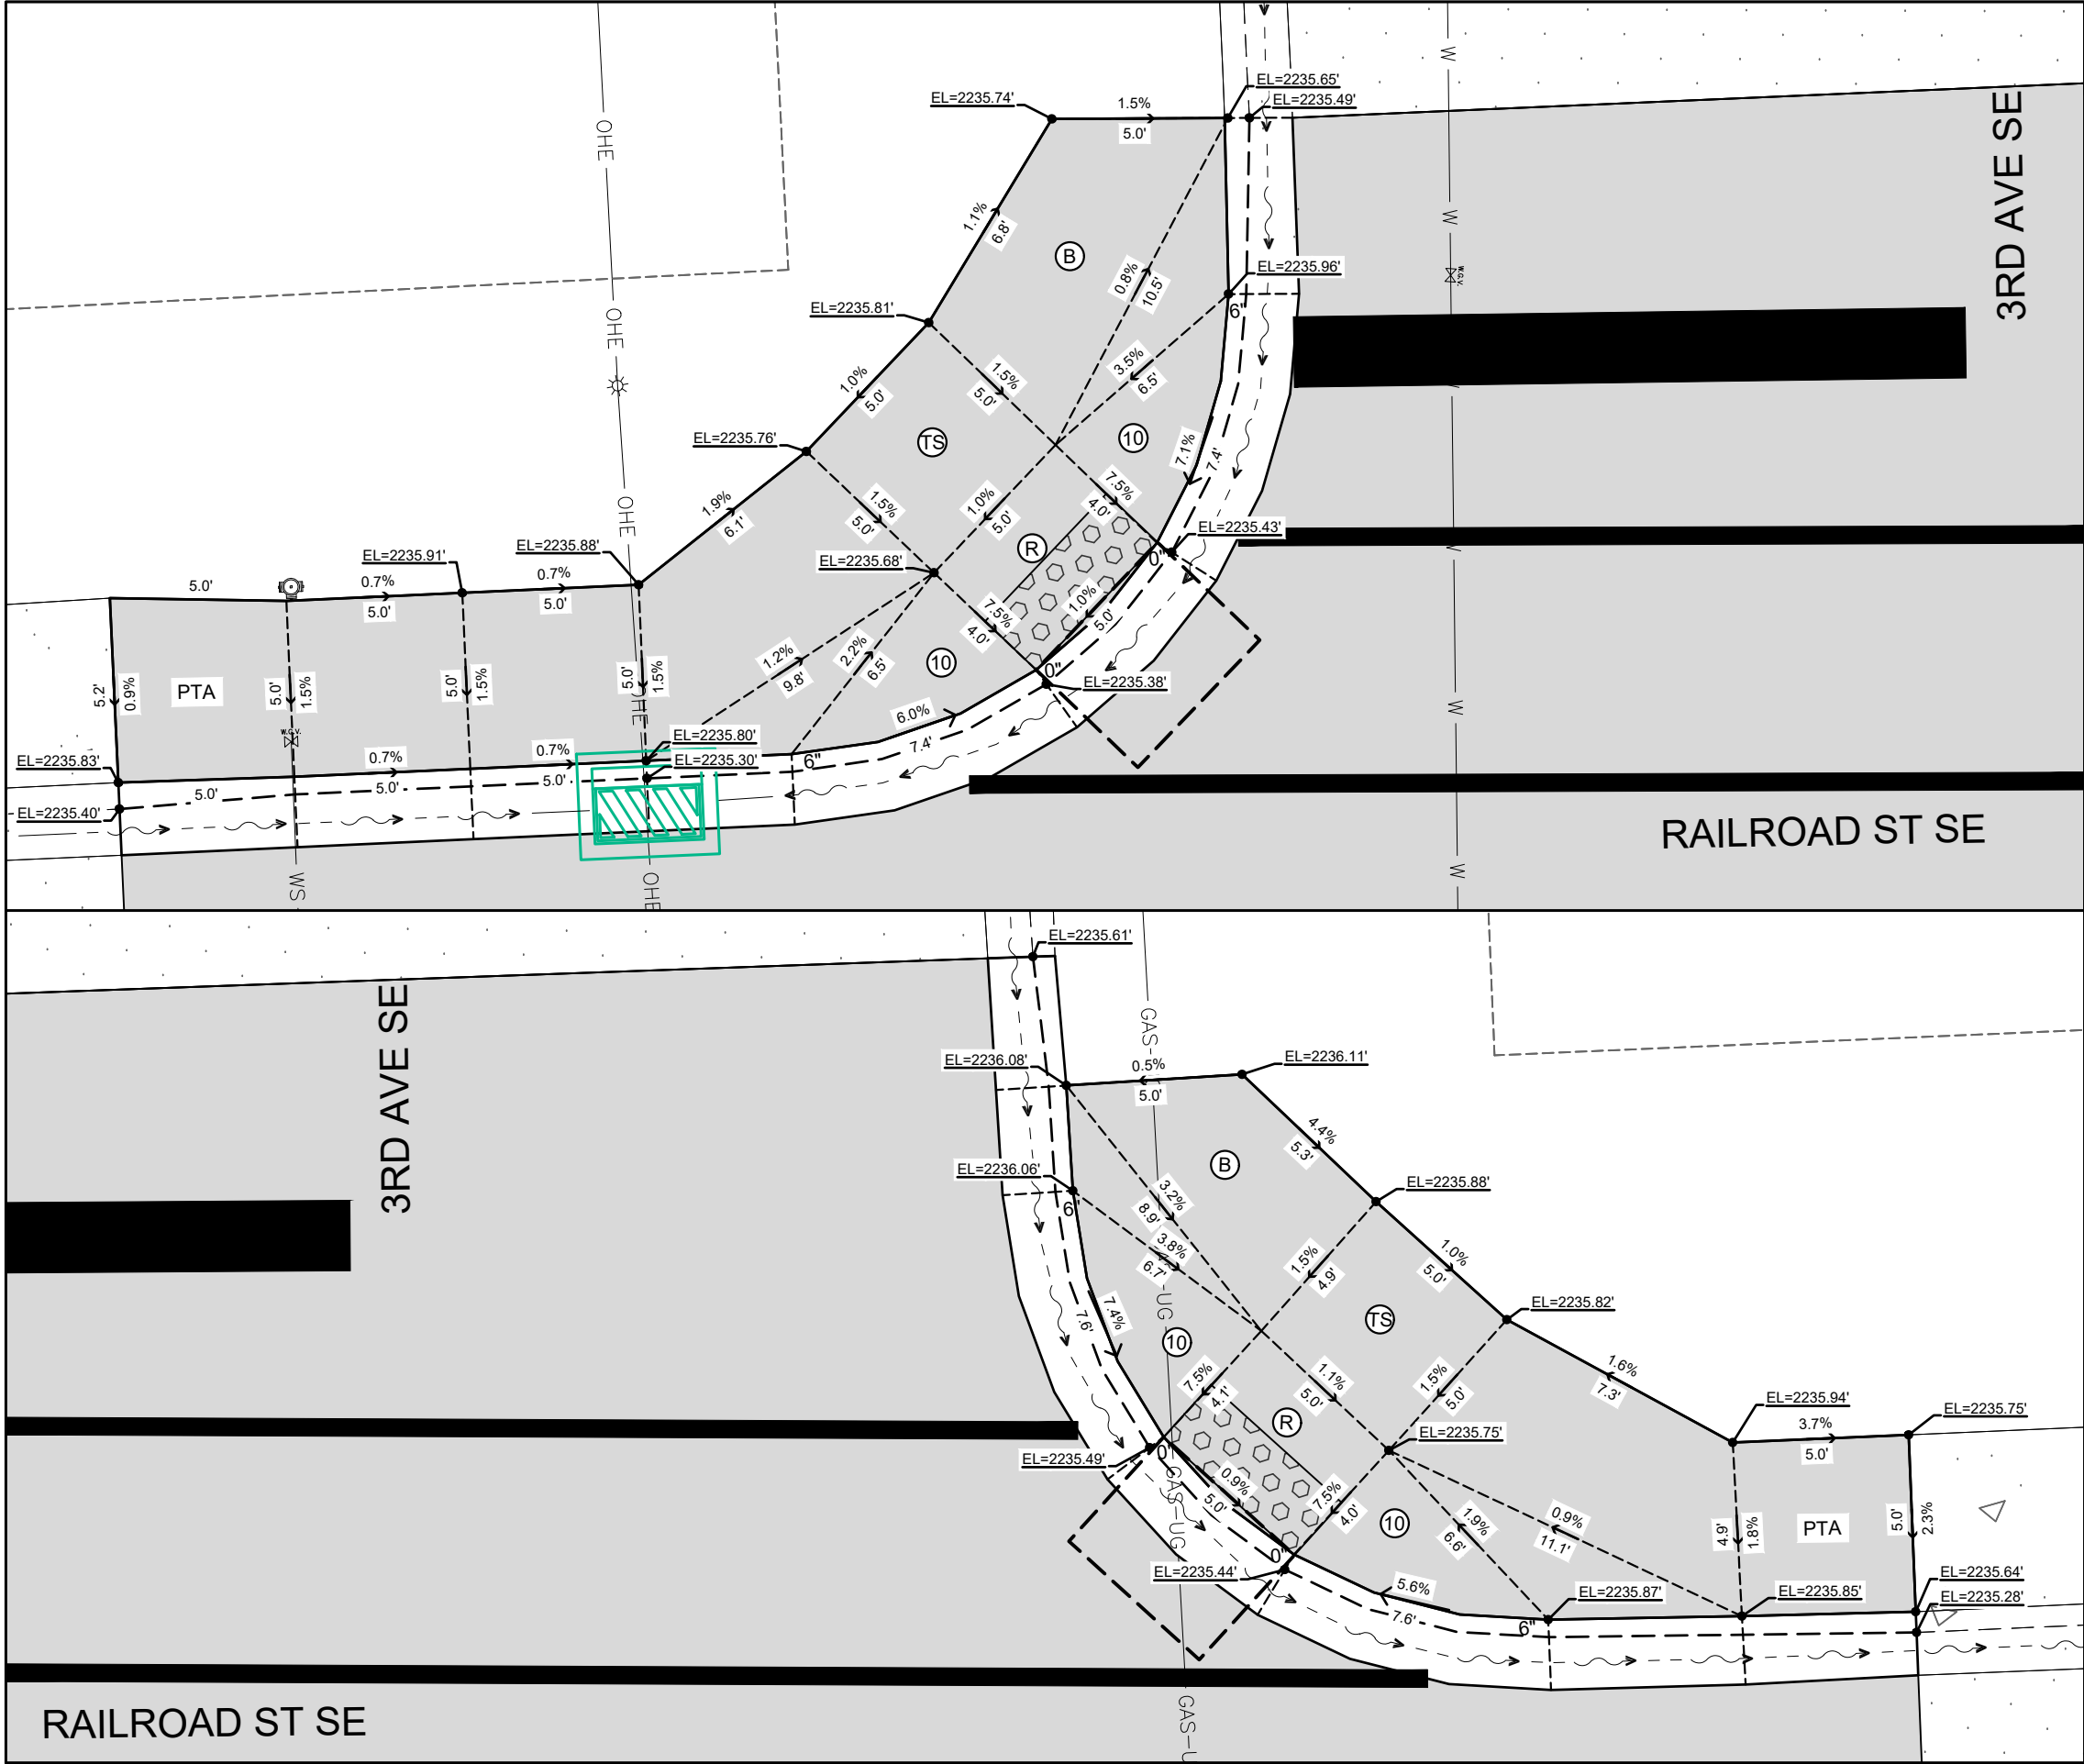 EL=2235.65'
EL=2235.74'
1.5%
5.0'
EL=2235.49'
3RD AVE SE
OHE
W
1.1%
6.8'
W
B
0.8%
10.5'
EL=2235.96'
W.G.V.
6"
EL=2235.81'
OHE
1.5%
5.0'
3.5%
6.5'
1.0%
5.0'
EL=2235.76'
TS
10
7.1%
7.4'
7.5%
4.0'
1.9%
6.1'
1.5%
5.0'
1.0%
5.0'
OHE
EL=2235.43'
EL=2235.88'
EL=2235.91'
R
0"
EL=2235.68'
5.0'
0.7%
5.0'
0.7%
5.0'
7.5%
4.0'
1.0%
5.0'
1.2%
9.8'
2.2%
6.5'
10
0"
EL=2235.38'
5.2'
0.9%
PTA
5.0'
1.5%
5.0'
1.5%
5.0'
1.5%
OHE
W
6.0%
7.4'
W.G.V.
EL=2235.80'
EL=2235.83'
0.7%
0.7%
EL=2235.30'
6"
5.0'
5.0'
5.0'
EL=2235.40'
RAILROAD ST SE
WS
OHE
W
EL=2235.61'
3RD AVE SE
GAS
EL=2236.08'
0.5%
5.0'
EL=2236.11'
4.4%
5.3'
B
EL=2236.06'
EL=2235.88'
6"
3.2%
8.9'
3.8%
6.7'
1.5%
4.9'
1.0%
5.0'
UG
7.4%
7.6'
TS
EL=2235.82'
10
7.5%
4.1'
1.1%
5.0'
1.5%
5.0'
1.6%
7.3'
EL=2235.94'
EL=2235.75'
R
3.7%
5.0'
EL=2235.75'
0"
EL=2235.49'
GAS-UG
0.9%
5.0'
7.5%
4.0'
10
1.9%
6.6'
0.9%
11.1'
4.9'
1.8%
PTA
5.0'
2.3%
0"
EL=2235.44'
5.6%
7.6'
EL=2235.87'
EL=2235.85'
EL=2235.64'
EL=2235.28'
6"
RAILROAD ST SE
GAS-U